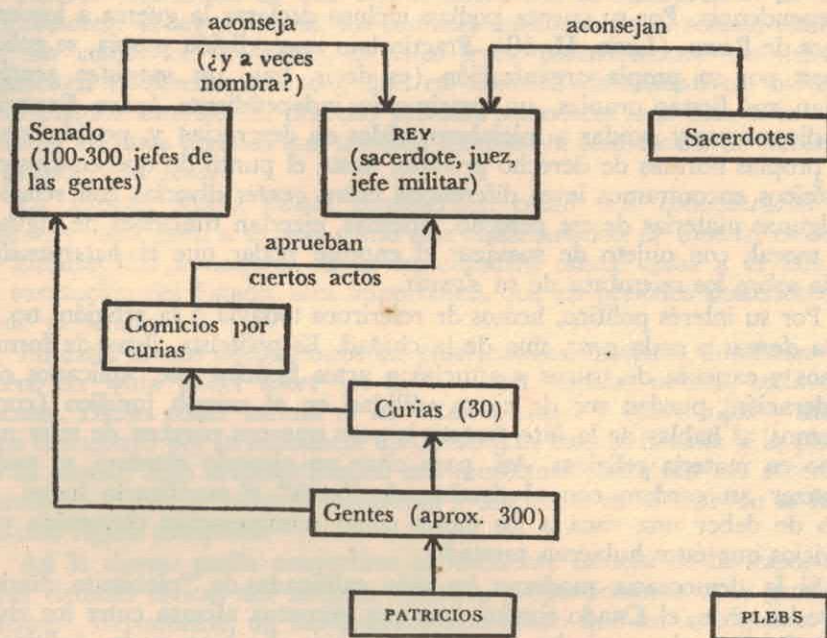 aconseja
(¿y a veces
nombra?)
aconsejan
Senado
(100-300 jefes de
las gentes)
REY
(sacerdote, juez,
jefe militar)
Sacerdotes
aprueban
ciertos actos
Comicios por
curias
Curias (30)
Gentes (aprox. 300)
PATRICIOS
PLEBS